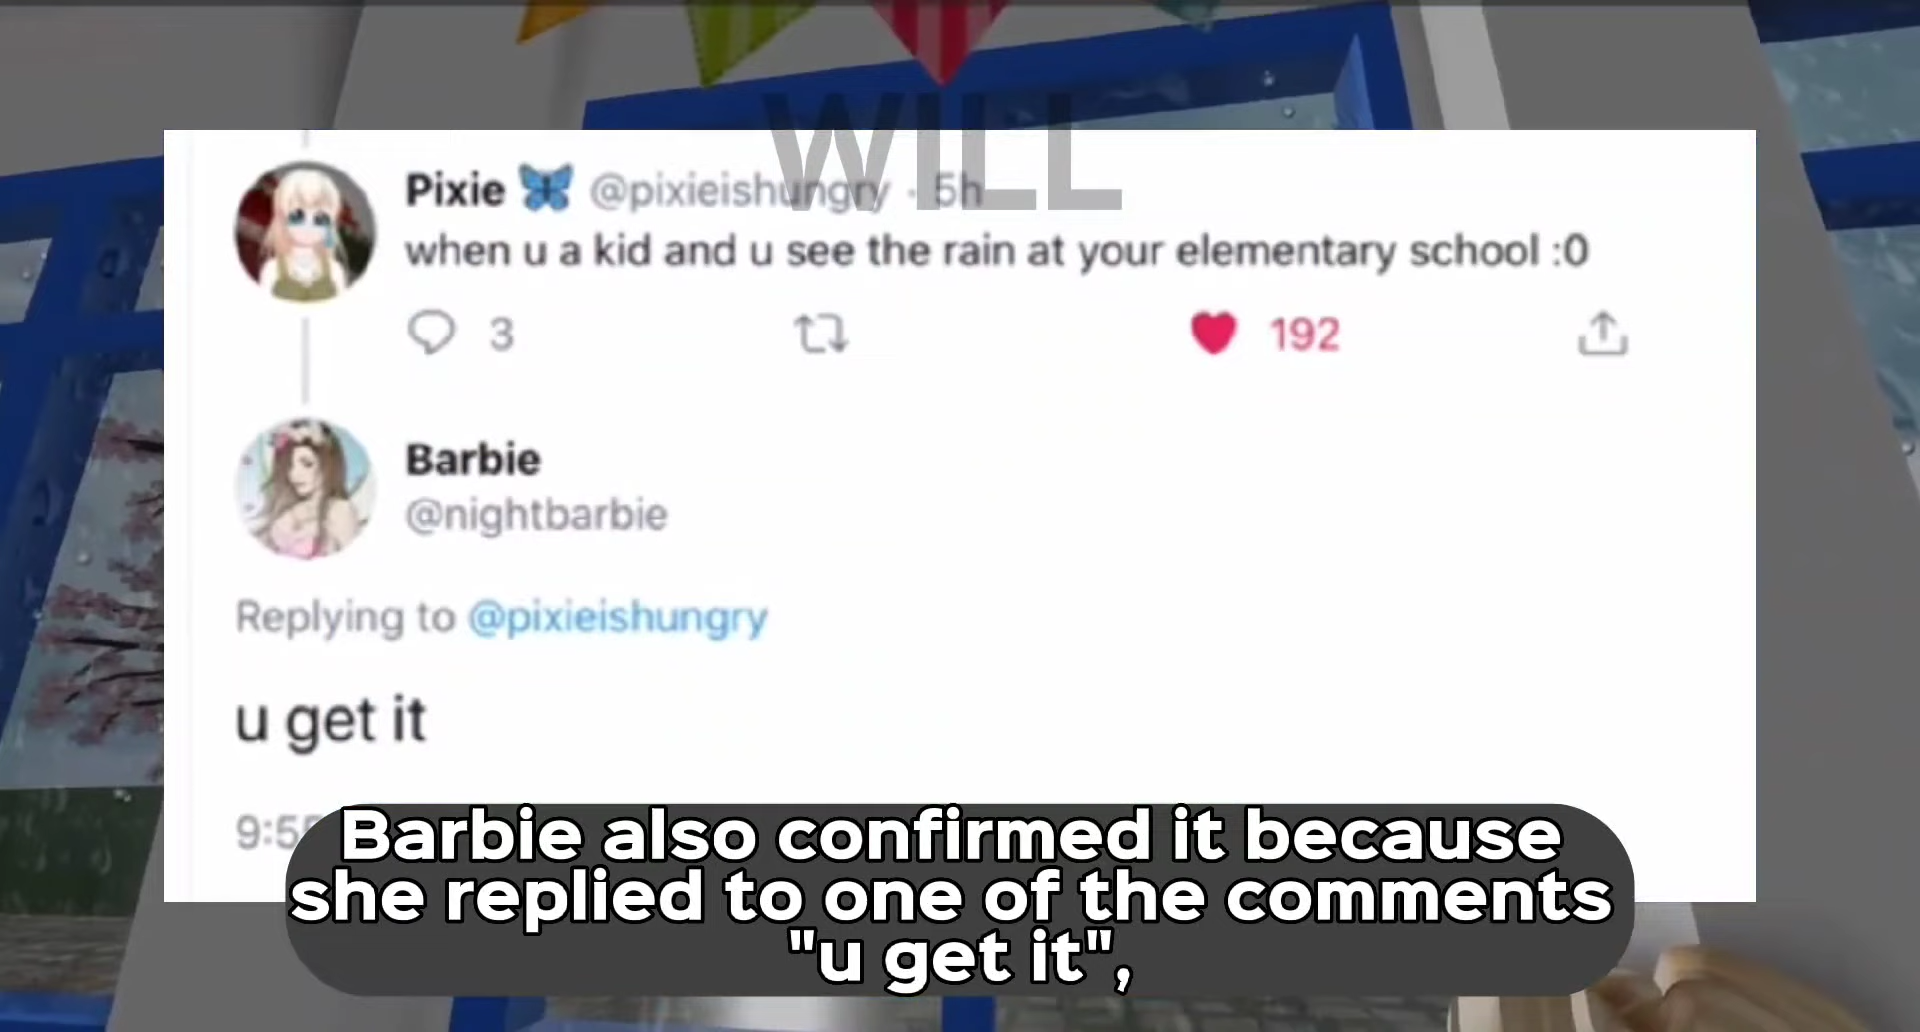 WILL
Pixie 🦋 @pixieishungry · 5h
when u a kid and u see the rain at your elementary school :0
3
192
Barbie
@nightbarbie
Replying to @pixieishungry
u get it
Barbie also confirmed it because
she replied to one of the comments
"u get it",